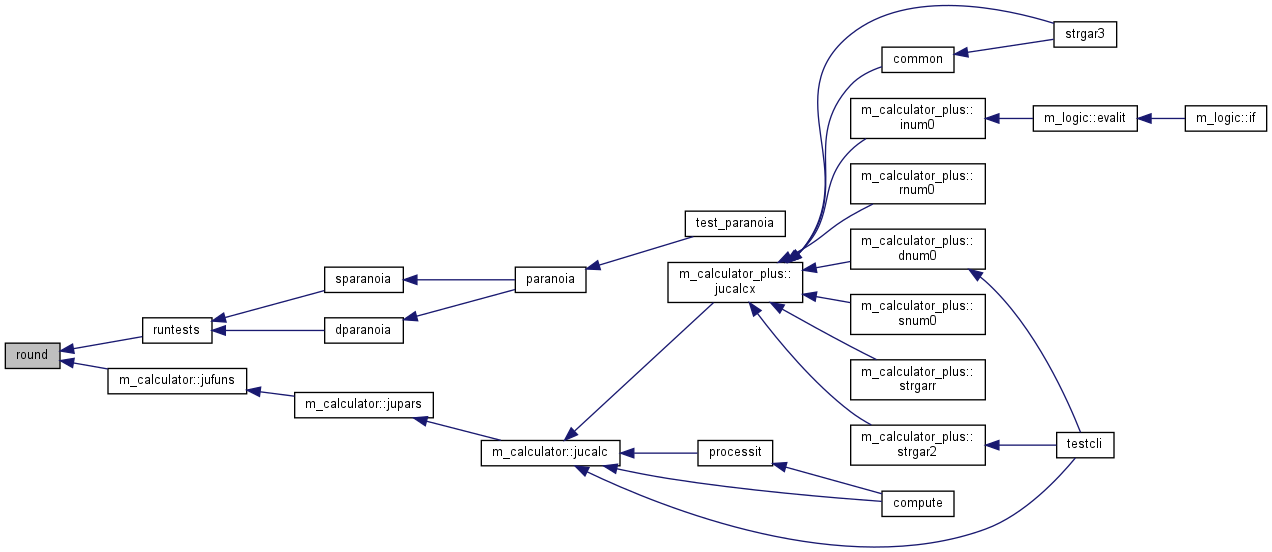 strgar3
common
m_calculator_plus::
inum0
m_logic::evalit
m_logic::if
m_calculator_plus::
rnum0
test_paranoia
m_calculator_plus::
dnum0
sparanoia
paranoia
m_calculator_plus::
jucalcx
m_calculator_plus::
snum0
runtests
dparanoia
round
m_calculator::jufuns
m_calculator_plus::
strgarr
m_calculator::jupars
m_calculator::jucalc
processit
m_calculator_plus::
strgar2
testcli
compute